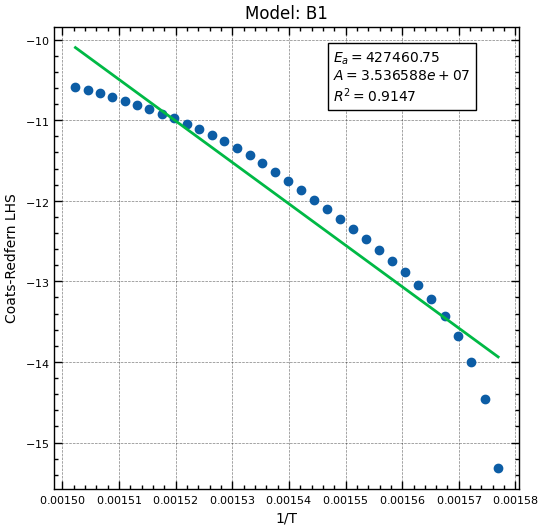 Model: B1
−10
−11
−12
−13
−14
−15
Coats-Redfern LHS
E_a = 427460.75
A = 3.536588e + 07
R² = 0.9147
0.00150 0.00151 0.00152 0.00153 0.00154 0.00155 0.00156 0.00157 0.00158
1/T